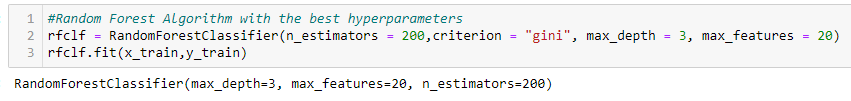 1 #Random Forest Algorithm with the best hyperparameters
2 rfclf = RandomForestClassifier(n_estimators = 200,criterion = "gini", max_depth = 3, max_features = 20)
3 rfclf.fit(x_train,y_train)
RandomForestClassifier(max_depth=3, max_features=20, n_estimators=200)